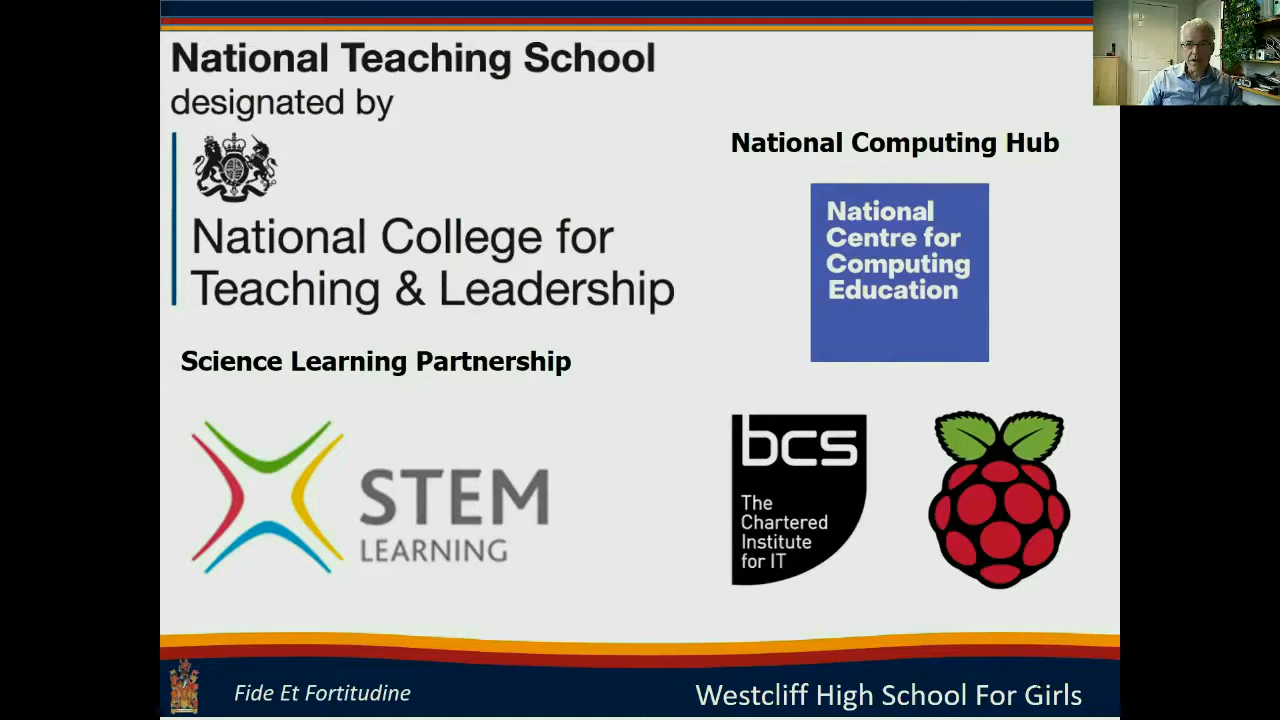 National Teaching School
designated by
National College for
Teaching & Leadership
National Computing Hub
National
Centre for
Computing
Education
Science Learning Partnership
STEM
LEARNING
bcs
The
Chartered
Institute
for IT
Fide Et Fortitudine
Westcliff High School For Girls